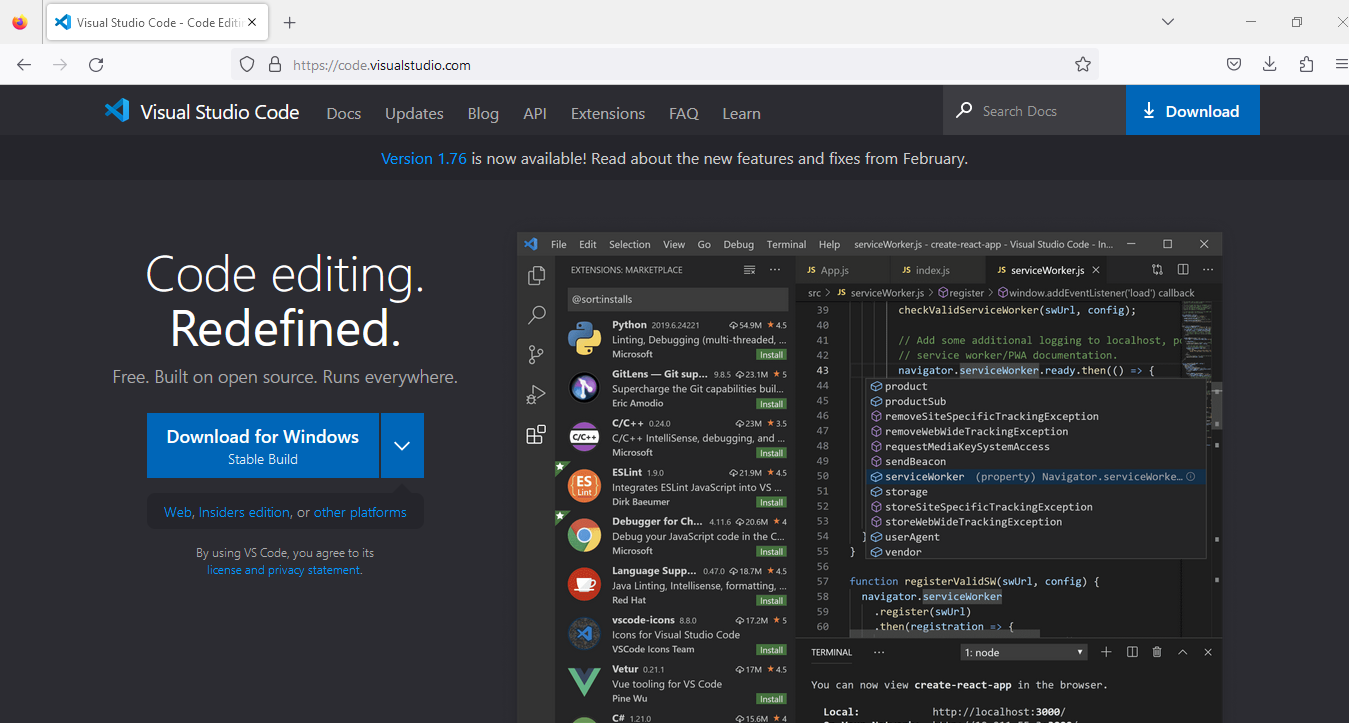 Visual Studio Code - Code Editi
https://code.visualstudio.com
Visual Studio Code Docs Updates Blog API Extensions FAQ Learn Search Docs Download
Version 1.76 is now available! Read about the new features and fixes from February.
Code editing.
Redefined.
Free. Built on open source. Runs everywhere.
Download for Windows
Stable Build
Web, Insiders edition, or other platforms
By using VS Code, you agree to its
license and privacy statement.
File Edit Selection View Go Debug Terminal Help serviceWorker.js - create-react-app - Visual Studio Code - In...
EXTENSIONS: MARKETPLACE ...
@sort:installs
Python 2019.6.24221 54.9M 4.5
Linting, Debugging (multi-threaded, ...
Microsoft Install
GitLens — Git sup... 9.8.5 23.1M 5
Supercharge the Git capabilities buil...
Eric Amodio Install
C/C++
C/C++ 0.24.0 23M 3.5
C/C++ IntelliSense, debugging, and ...
Microsoft Install
ES
Lint
ESLint 1.9.0 21.9M 4.5
Integrates ESLint JavaScript into VS ...
Dirk Baeumer Install
Debugger for Ch... 4.11.6 20.6M 4
Debug your JavaScript code in the C...
Microsoft Install
Language Supp... 0.47.0 18.7M 4.5
Java Linting, Intellisense, formatting, ...
Red Hat Install
vscode-icons 8.8.0 17.2M 5
Icons for Visual Studio Code
VSCode Icons Team Install
Vetur 0.21.1 17M 4.5
Vue tooling for VS Code
Pine Wu Install
C# 1.21.0 15.6M 4
JS App.js JS index.js JS serviceWorker.js ...
src > JS serviceWorker.js > register > window.addEventListener('load') callback
39 checkValidServiceWorker(swUrl, config);
40
41 // Add some additional logging to localhost, po
42 // service worker/PWA documentation.
43 navigator.serviceWorker.ready.then(() => {
44 product
45 productSub
46 removeSiteSpecificTrackingException
47 removeWebWideTrackingException
48 requestMediaKeySystemAccess
49 sendBeacon
50 serviceWorker (property) Navigator.serviceWorke...
51 storage
52 storeSiteSpecificTrackingException
53 storeWebWideTrackingException
54 } userAgent
55 } vendor
56
57 function registerValidSW(swUrl, config) {
58 navigator.serviceWorker
59 .register(swUrl)
60 .then(registration => {
TERMINAL ... 1: node
You can now view create-react-app in the browser.
Local: http://localhost:3000/